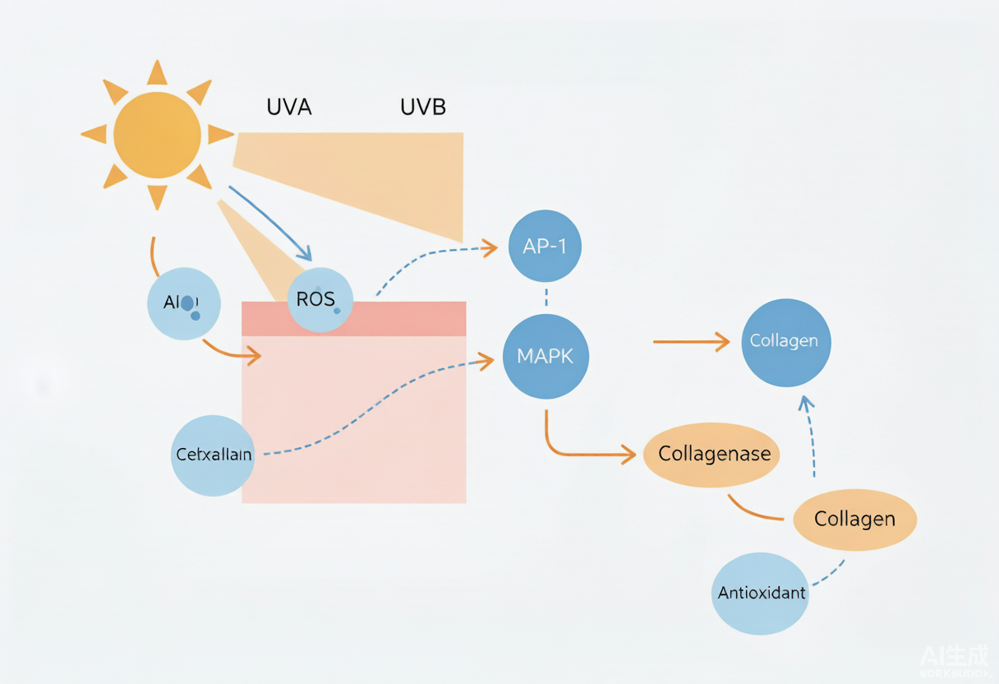 UVA
UVB
AP-1
ROS
MAPK
Collagen
Collagenase
Cetxallain
Collagen
Antioxidant
AI生成